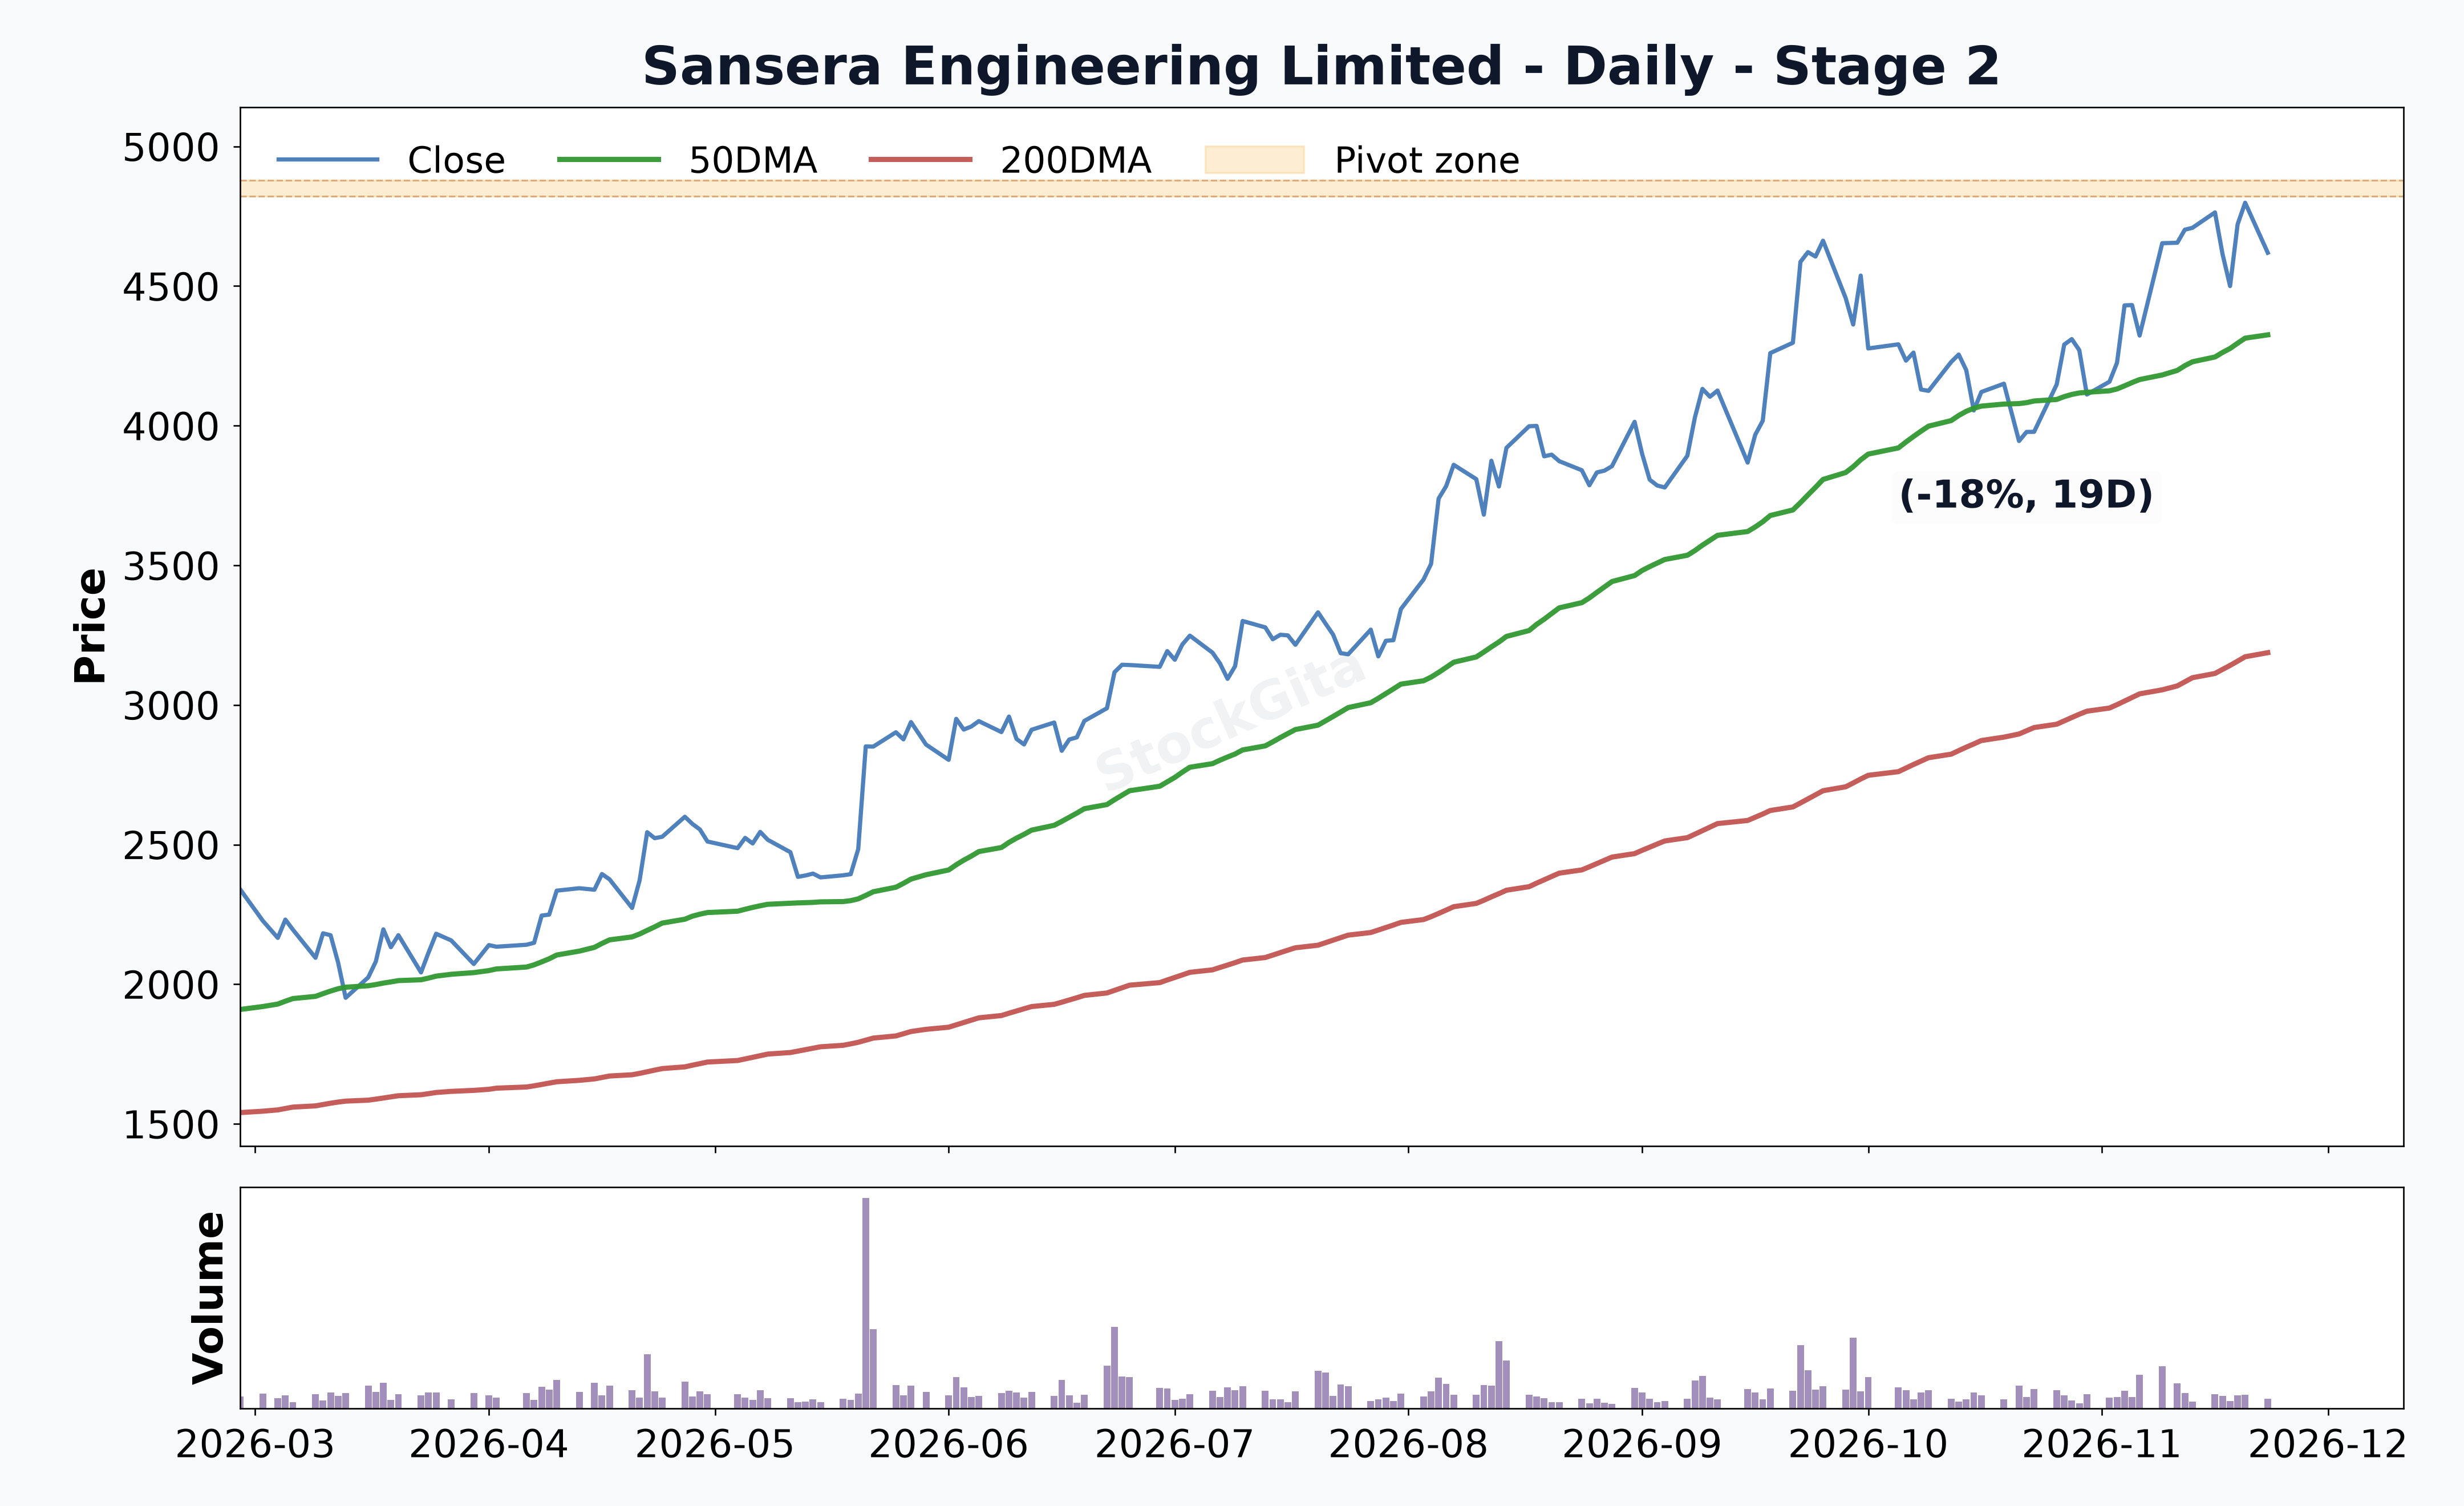 Sansera Engineering Limited - Daily - Stage 2
Close 50DMA 200DMA Pivot zone
5000
4500
4000
3500
3000
2500
2000
1500
Price
(-18%, 19D)
StockGita
Volume
2026-03 2026-04 2026-05 2026-06 2026-07 2026-08 2026-09 2026-10 2026-11 2026-12